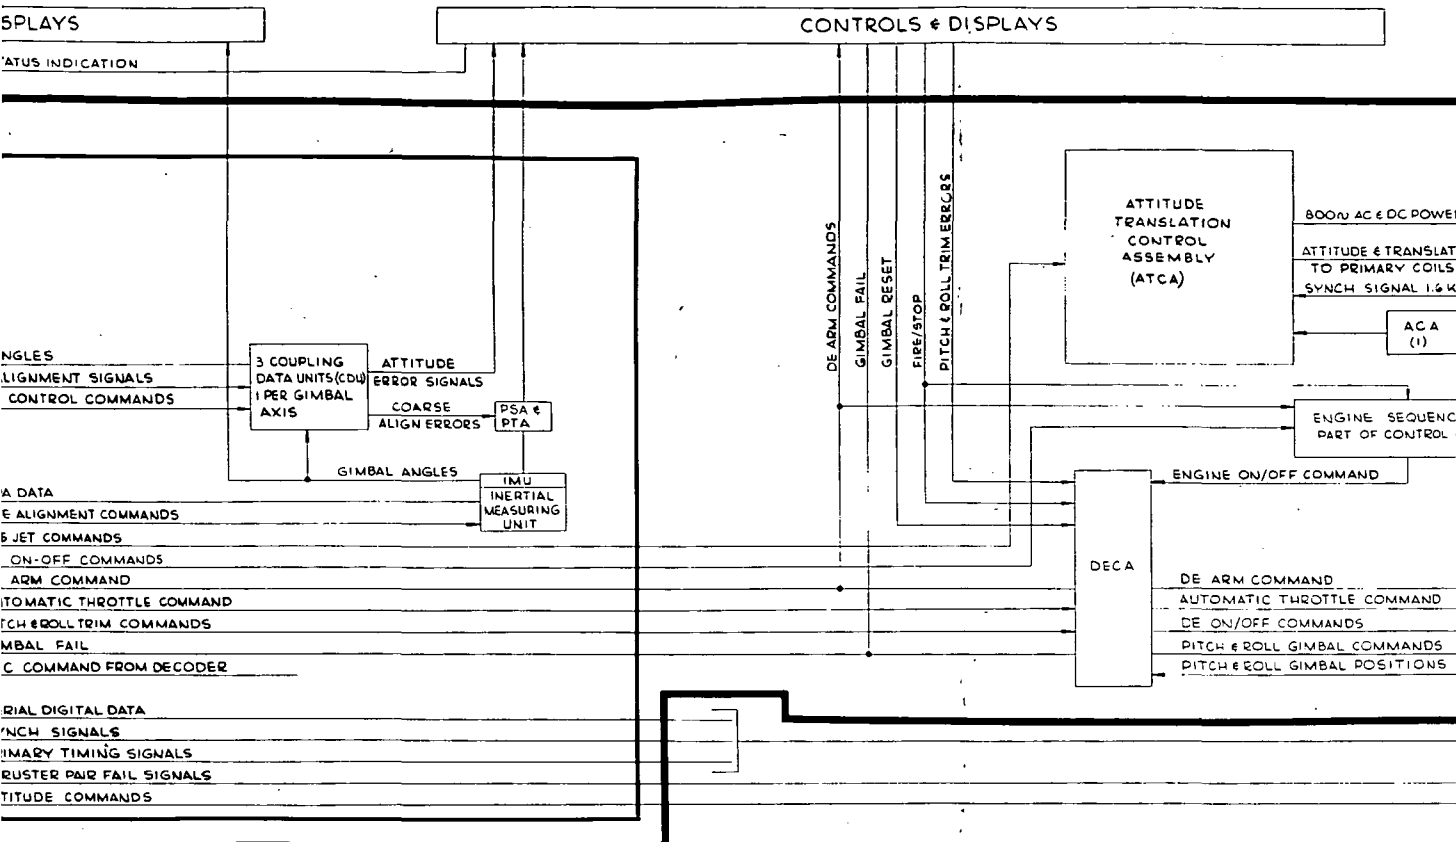 SPLAYS
CONTROLS & DISPLAYS
ATUS INDICATION
DE ARM COMMANDS
GIMBAL FAIL
GIMBAL RESET
FIRE/STOP
PITCH & ROLL TRIM ERRORS
ATTITUDE
TRANSLATION
CONTROL
ASSEMBLY
(ATCA)
800~ AC & DC POWE
ATTITUDE & TRANSLAT
TO PRIMARY COILS
SYNCH SIGNAL 1.6 K
ACA
(1)
NGLES
LIGNMENT SIGNALS
CONTROL COMMANDS
3 COUPLING
DATA UNITS(CDU)
1 PER GIMBAL
AXIS
ATTITUDE
ERROR SIGNALS
COARSE
ALIGN ERRORS
PSA &
PTA
ENGINE SEQUENC
PART OF CONTROL
GIMBAL ANGLES
IMU
INERTIAL
MEASURING
UNIT
ENGINE ON/OFF COMMAND
A DATA
E ALIGNMENT COMMANDS
JET COMMANDS
ON-OFF COMMANDS
ARM COMMAND
TOMATIC THROTTLE COMMAND
TCH & ROLL TRIM COMMANDS
MBAL FAIL
C COMMAND FROM DECODER
DECA
DE ARM COMMAND
AUTOMATIC THROTTLE COMMAND
DE ON/OFF COMMANDS
PITCH & ROLL GIMBAL COMMANDS
PITCH & ROLL GIMBAL POSITIONS
RIAL DIGITAL DATA
YNCH SIGNALS
IMARY TIMING SIGNALS
RUSTER PAIR FAIL SIGNALS
TITUDE COMMANDS